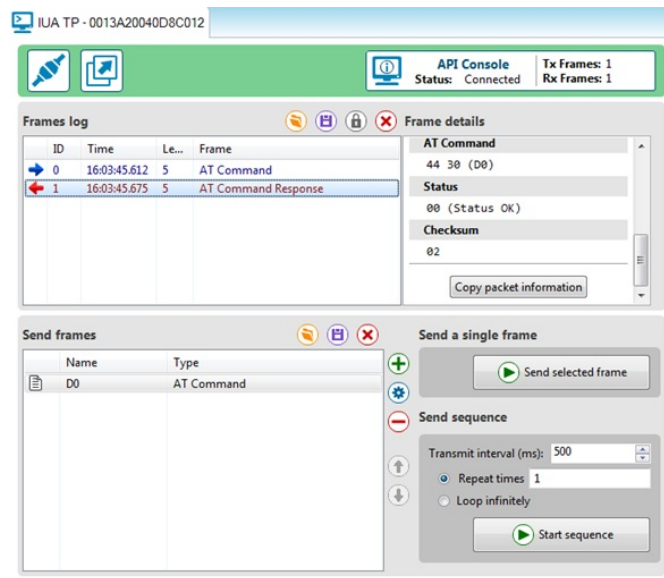 IUA TP - 0013A20040D8C012
API Console
Status: Connected
Tx Frames: 1
Rx Frames: 1
Frames log
ID Time Le... Frame
0 16:03:45.612 5 AT Command
1 16:03:45.675 5 AT Command Response
Frame details
AT Command
44 30 (D0)
Status
00 (Status OK)
Checksum
02
Copy packet information
Send frames
Name Type
D0 AT Command
Send a single frame
Send selected frame
Send sequence
Transmit interval (ms): 500
Repeat times 1
Loop infinitely
Start sequence